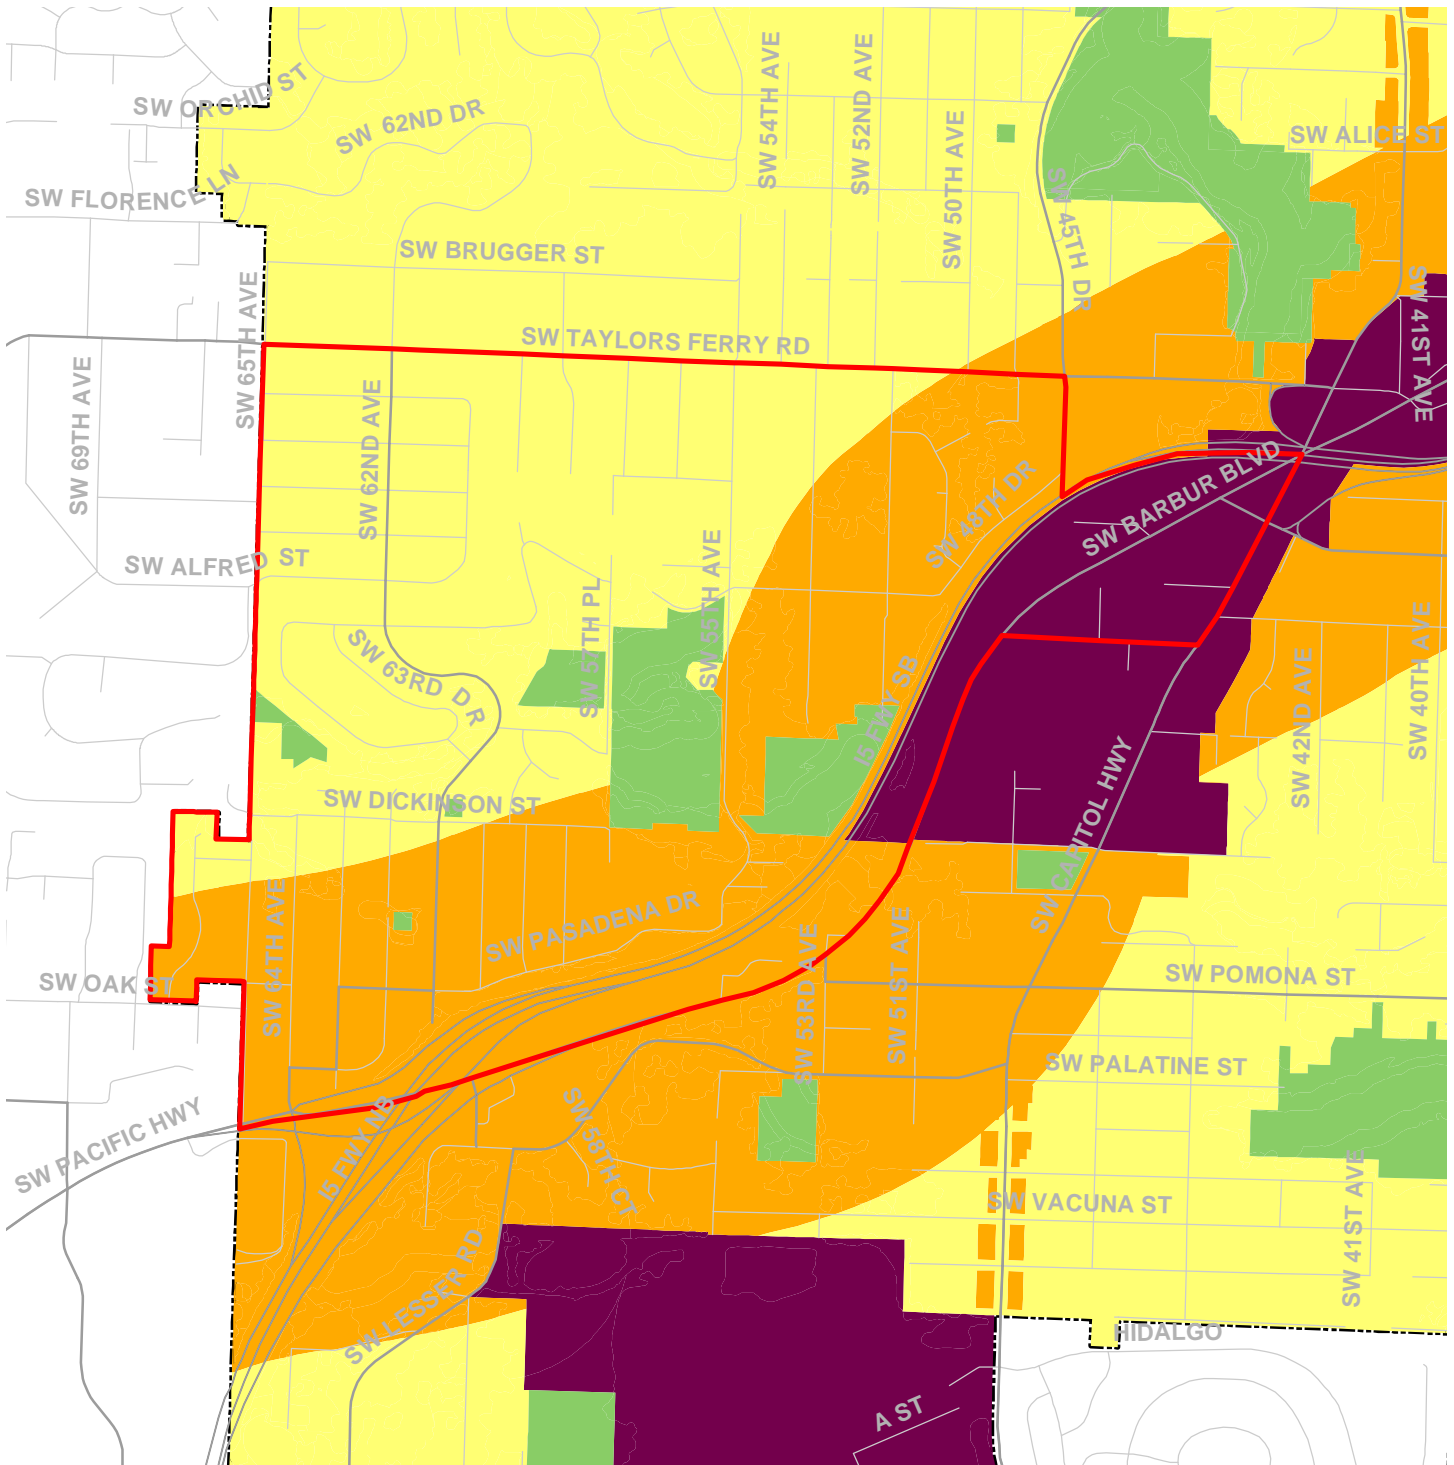 SW ORCHID ST
SW 62ND DR
SW 54TH AVE
SW 52ND AVE
SW 50TH AVE
SW 45TH DR
SW ALICE ST
SW FLORENCE LN
SW BRUGGER ST
SW 65TH AVE
SW TAYLORS FERRY RD
SW 41ST AVE
SW 69TH AVE
SW 62ND AVE
SW 48TH DR
SW BARBUR BLVD
SW ALFRED ST
SW 57TH PL
SW 55TH AVE
SW 63RD DR
I5 FWY SB
SW 42ND AVE
SW 40TH AVE
SW DICKINSON ST
SW CAPITOL HWY
SW 64TH AVE
SW PASADENA DR
SW 53RD AVE
SW 51ST AVE
SW OAK ST
SW POMONA ST
SW PALATINE ST
SW PACIFIC HWY
I5 FWY NB
SW 58TH CT
SW VACUNA ST
SW 41ST AVE
SW LESSER RD
HIDALGO
A ST